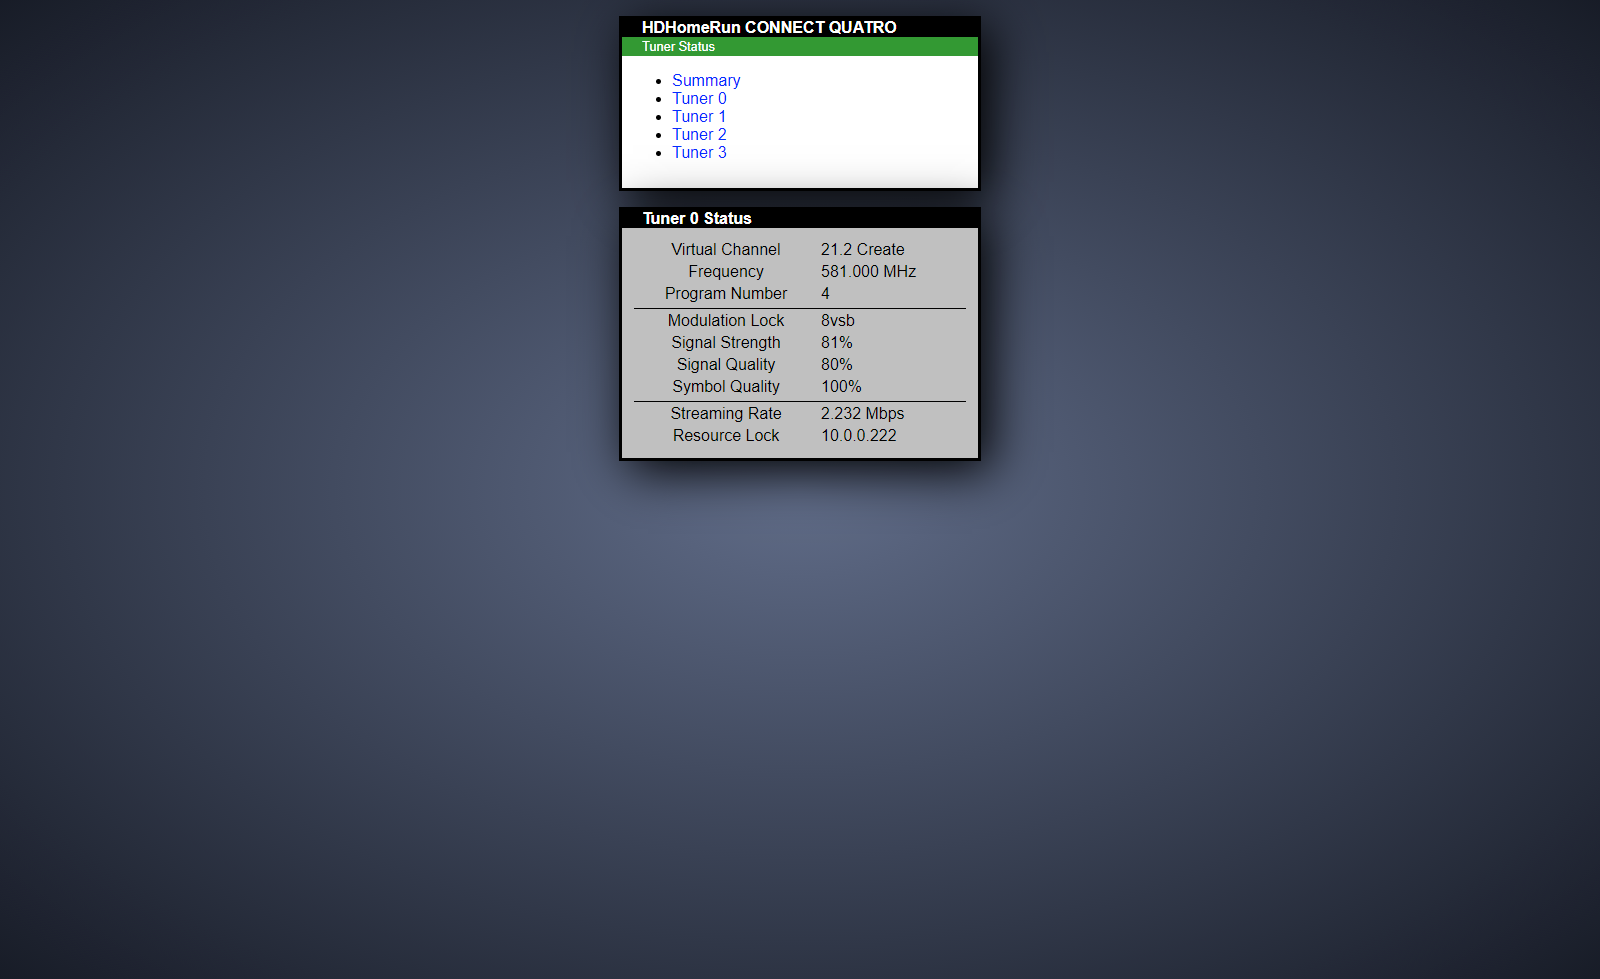 HDHomeRun CONNECT QUATRO
Tuner Status
Summary
Tuner 0
Tuner 1
Tuner 2
Tuner 3
Tuner 0 Status
Virtual Channel 21.2 Create
Frequency 581.000 MHz
Program Number 4
Modulation Lock 8vsb
Signal Strength 81%
Signal Quality 80%
Symbol Quality 100%
Streaming Rate 2.232 Mbps
Resource Lock 10.0.0.222